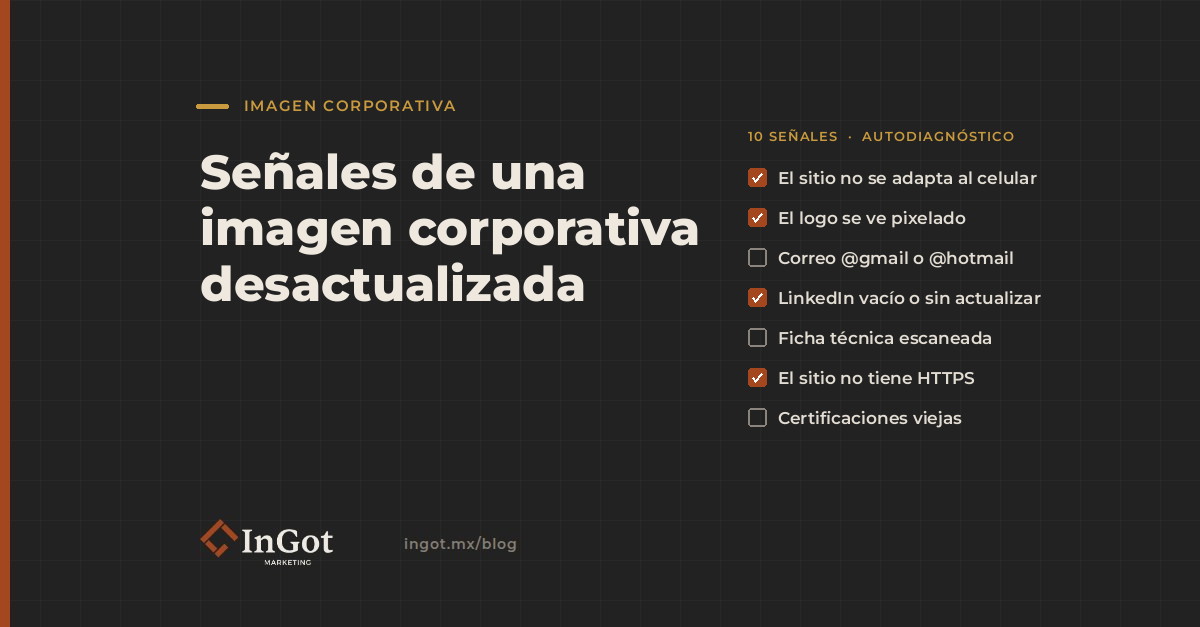 IMAGEN CORPORATIVA
Señales de una
imagen corporativa
desactualizada
10 SEÑALES · AUTODIAGNÓSTICO
El sitio no se adapta al celular
El logo se ve pixelado
Correo @gmail o @hotmail
LinkedIn vacío o sin actualizar
Ficha técnica escaneada
El sitio no tiene HTTPS
Certificaciones viejas
InGot
MARKETING
ingot.mx/blog